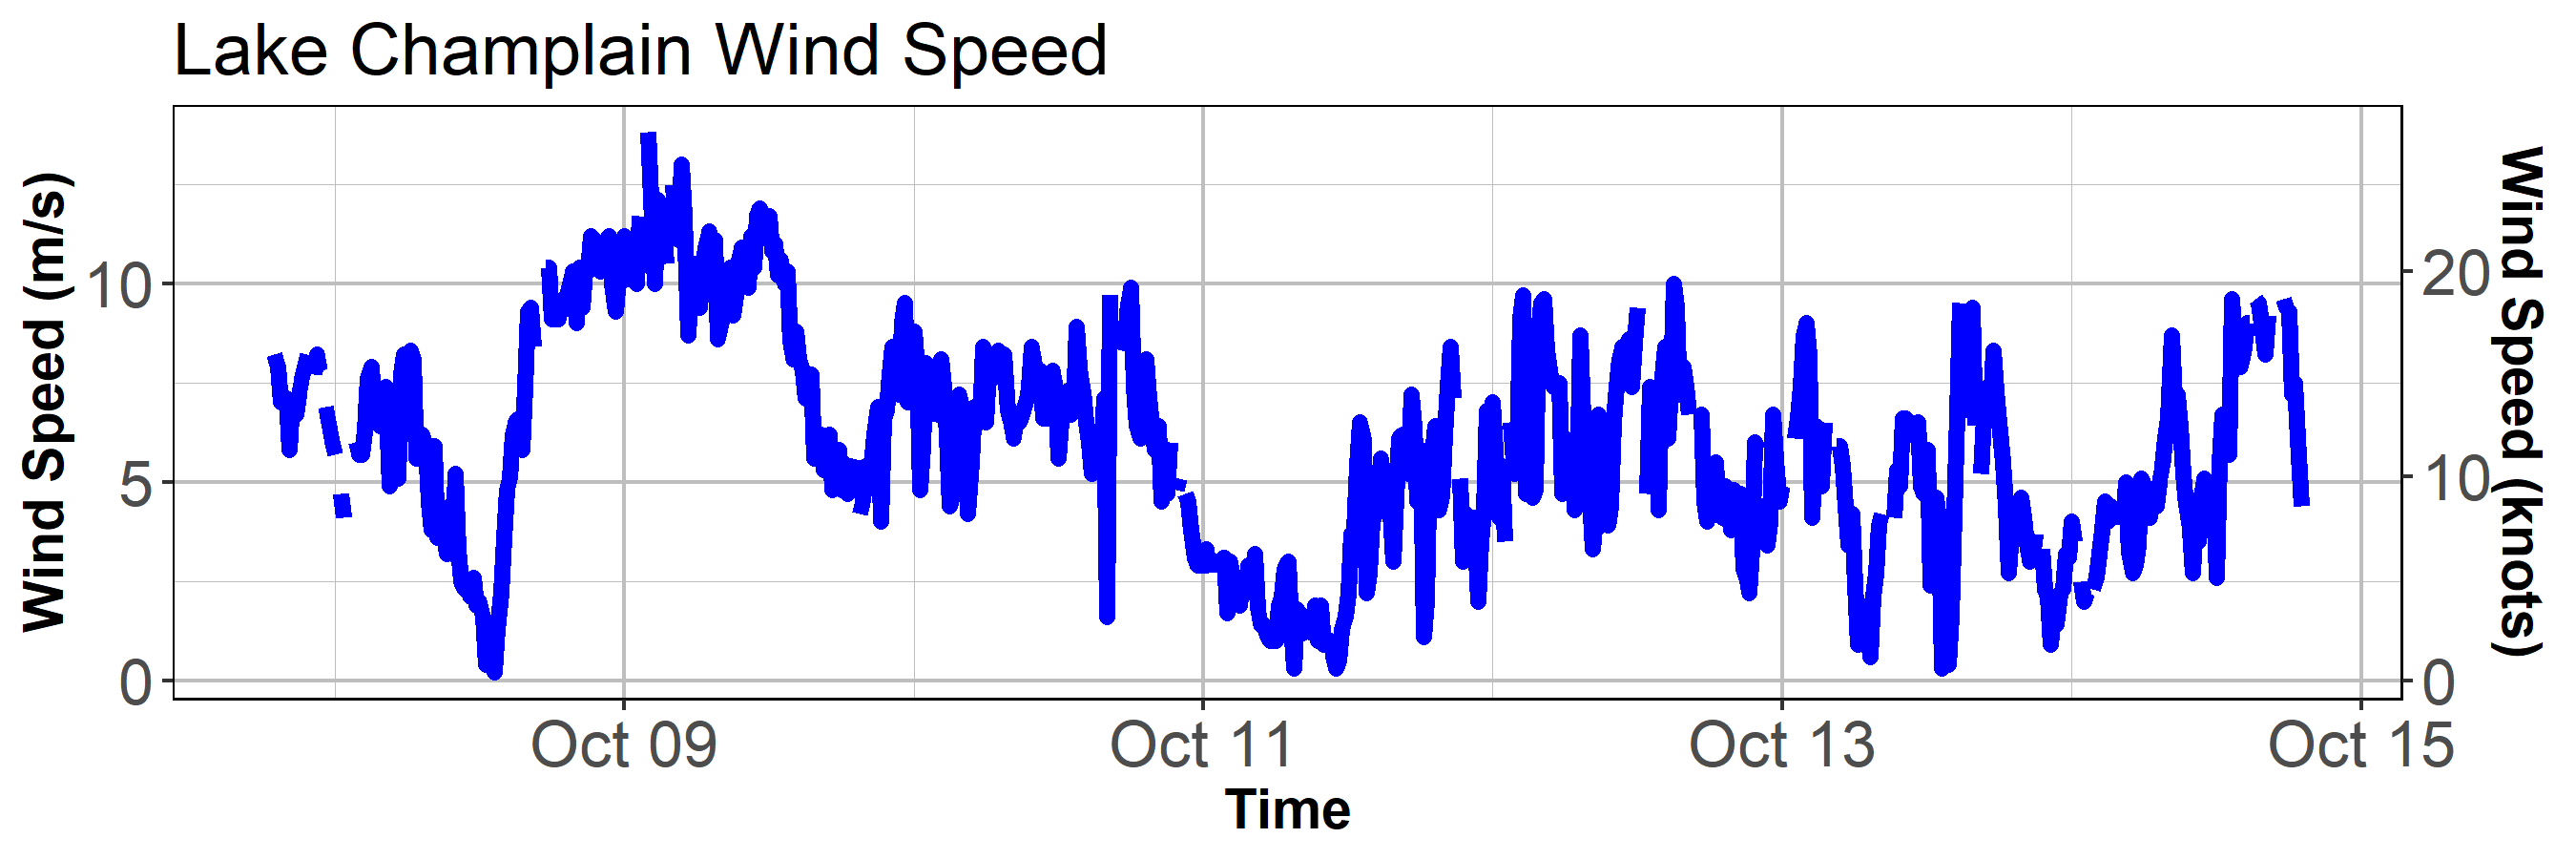 Lake Champlain Wind Speed
Wind Speed (m/s)
10
5
0
20
10
0
Wind Speed (knots)
Oct 09
Oct 11
Oct 13
Oct 15
Time